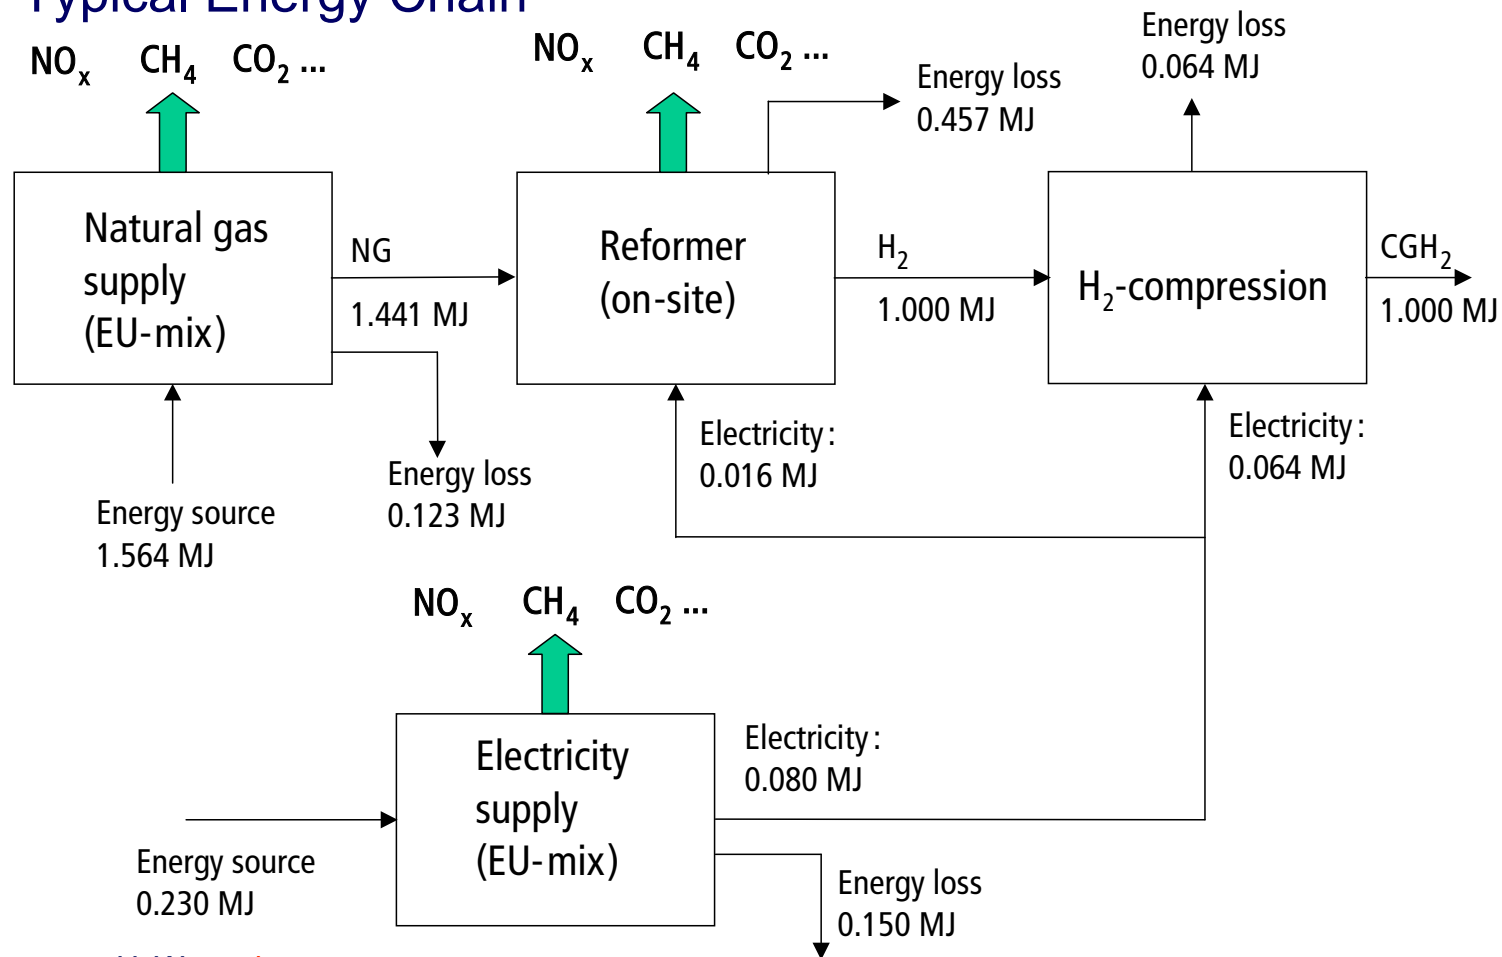 Typical Energy Chain
NOx CH4 CO2 ...
NOx CH4 CO2 ...
Energy loss
0.457 MJ
Energy loss
0.064 MJ
Natural gas
supply
(EU-mix)
NG
1.441 MJ
Reformer
(on-site)
H2
1.000 MJ
H2-compression
CGH2
1.000 MJ
Energy source
1.564 MJ
Energy loss
0.123 MJ
Electricity:
0.016 MJ
Electricity:
0.064 MJ
NOx CH4 CO2 ...
Electricity
supply
(EU-mix)
Electricity:
0.080 MJ
Energy source
0.230 MJ
Energy loss
0.150 MJ